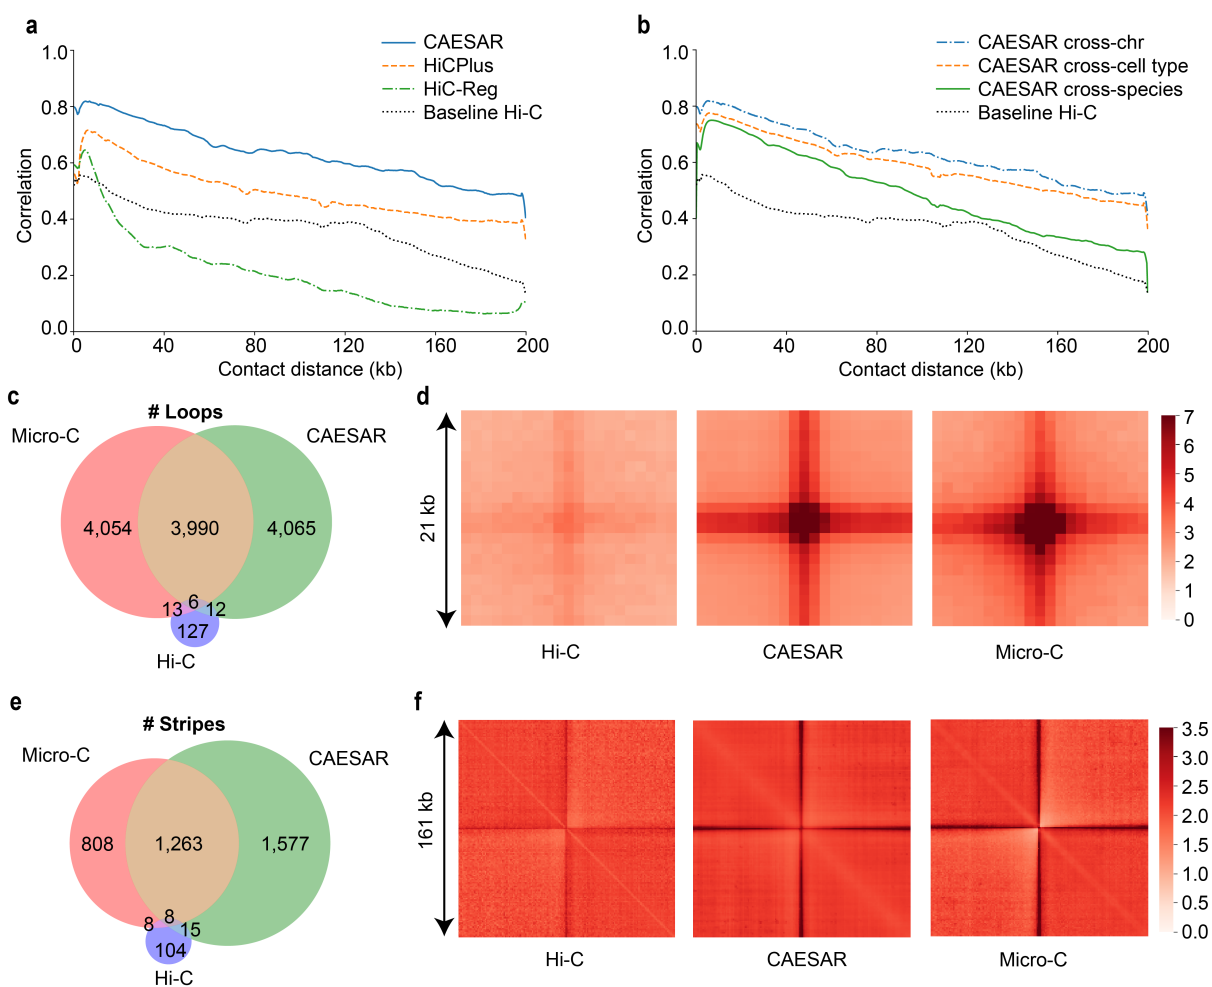 a
CAESAR
HiCPlus
HiC-Reg
Baseline Hi-C
1.0
0.8
0.6
0.4
0.2
0.0
Correlation
0
40
80
120
160
200
Contact distance (kb)
b
CAESAR cross-chr
CAESAR cross-cell type
CAESAR cross-species
Baseline Hi-C
1.0
0.8
0.6
0.4
0.2
0.0
Correlation
0
40
80
120
160
200
Contact distance (kb)
c
# Loops
Micro-C
CAESAR
4,054
3,990
4,065
13
6
12
127
Hi-C
d
21 kb
Hi-C
CAESAR
Micro-C
7
6
5
4
3
2
1
0
e
# Stripes
Micro-C
CAESAR
808
1,263
1,577
8
8
15
104
Hi-C
f
161 kb
Hi-C
CAESAR
Micro-C
3.5
3.0
2.5
2.0
1.5
1.0
0.5
0.0